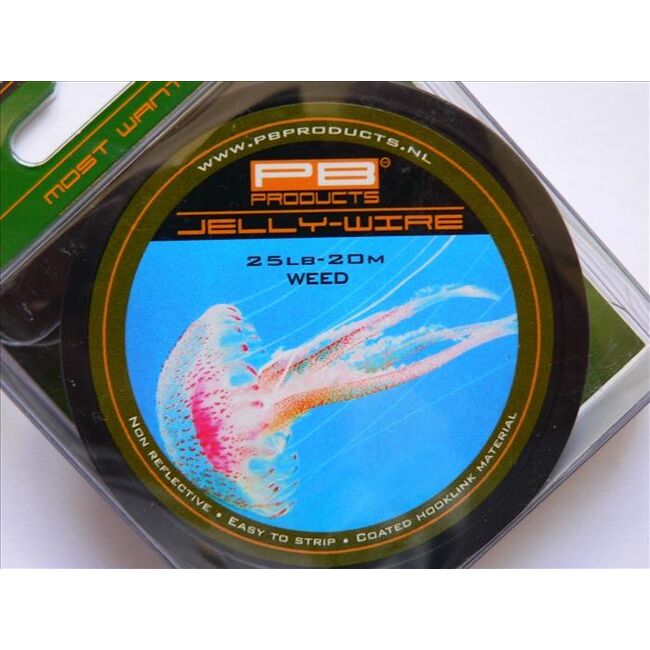 MOST WANT
WWW.PBPRODUCTS.NL
PB
PRODUCTS
JELLY-WIRE
25LB-20M
WEED
NON REFLECTIVE • EASY TO STRIP • COATED HOOKLINK MATERIAL